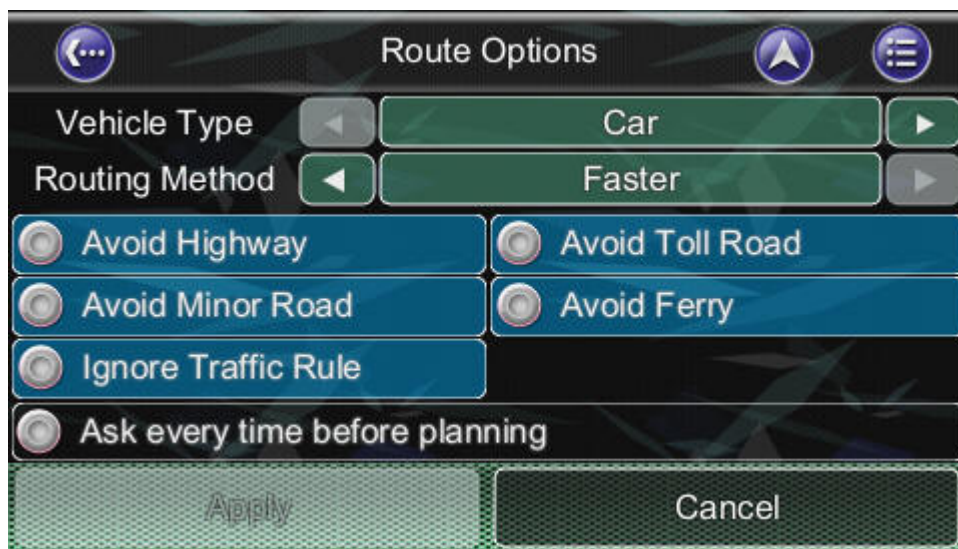 Route Options
Vehicle Type Car
Routing Method Faster
Avoid Highway Avoid Toll Road
Avoid Minor Road Avoid Ferry
Ignore Traffic Rule
Ask every time before planning
Apply Cancel